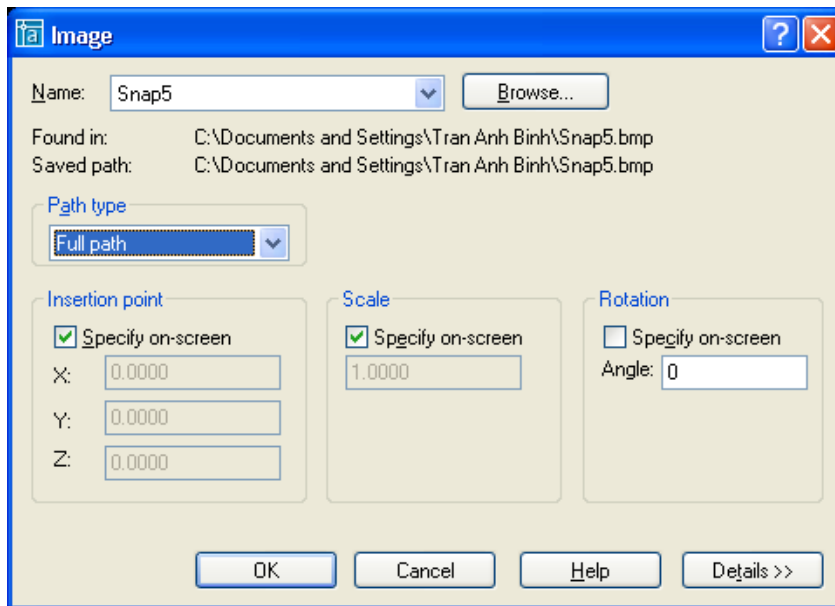 Image
Name: Snap5 Browse...
Found in: C:\Documents and Settings\Tran Anh Binh\Snap5.bmp
Saved path: C:\Documents and Settings\Tran Anh Binh\Snap5.bmp
Path type
Full path
Insertion point
Specify on-screen
X: 0.0000
Y: 0.0000
Z: 0.0000
Scale
Specify on-screen
1.0000
Rotation
Specify on-screen
Angle: 0
OK Cancel Help Details >>